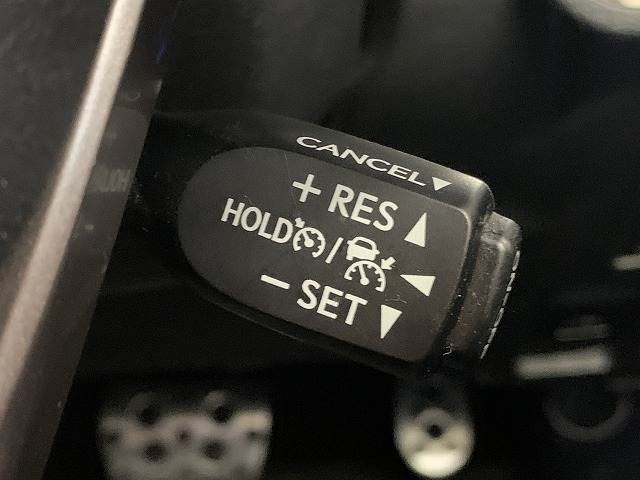 CANCEL▼
+ RES ▲
HOLD / ◀
− SET ▼